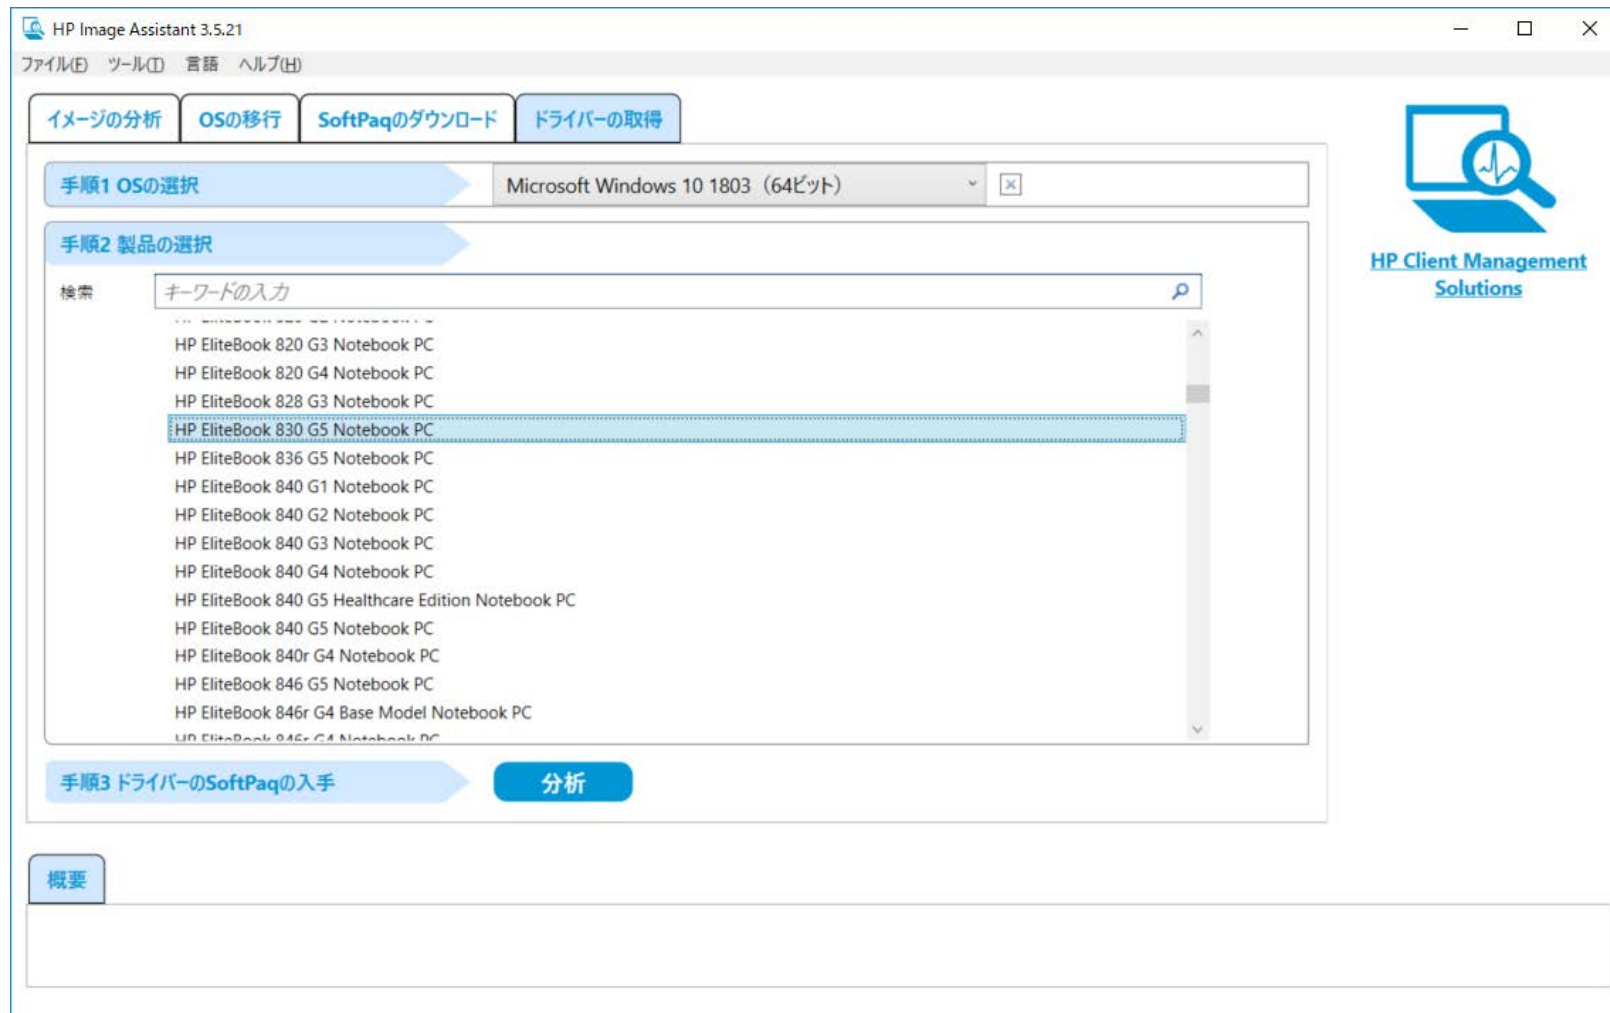 HP Image Assistant 3.5.21
ファイル(F) ツール(T) 言語 ヘルプ(H)
イメージの分析 OSの移行 SoftPaqのダウンロード ドライバーの取得
手順1 OSの選択 Microsoft Windows 10 1803（64ビット）
手順2 製品の選択
検索 キーワードの入力
HP EliteBook 820 G3 Notebook PC
HP EliteBook 820 G4 Notebook PC
HP EliteBook 828 G3 Notebook PC
HP EliteBook 830 G5 Notebook PC
HP EliteBook 836 G5 Notebook PC
HP EliteBook 840 G1 Notebook PC
HP EliteBook 840 G2 Notebook PC
HP EliteBook 840 G3 Notebook PC
HP EliteBook 840 G4 Notebook PC
HP EliteBook 840 G5 Healthcare Edition Notebook PC
HP EliteBook 840 G5 Notebook PC
HP EliteBook 840r G4 Notebook PC
HP EliteBook 846 G5 Notebook PC
HP EliteBook 846r G4 Base Model Notebook PC
HP EliteBook 846r G4 Notebook PC
手順3 ドライバーのSoftPaqの入手 分析
HP Client Management
Solutions
概要